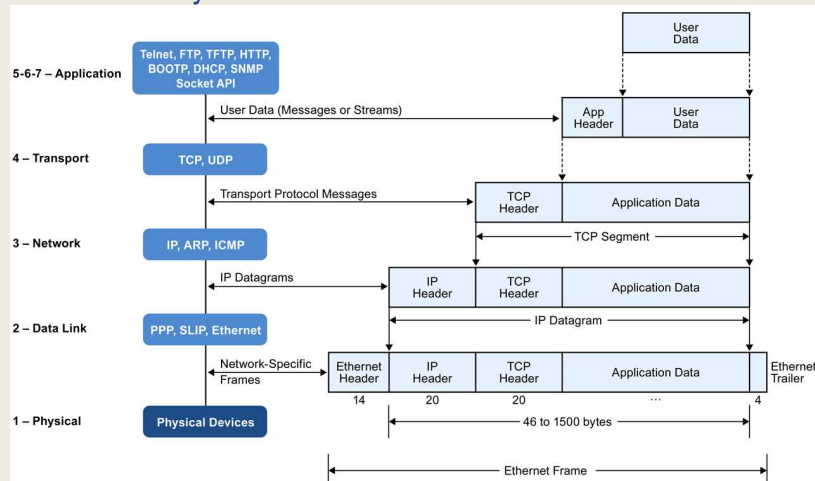 User
Data
Telnet, FTP, TFTP, HTTP,
BOOTP, DHCP, SNMP
Socket API
5-6-7 – Application
User Data (Messages or Streams)
App
Header
User
Data
4 – Transport
TCP, UDP
Transport Protocol Messages
TCP
Header
Application Data
TCP Segment
3 – Network
IP, ARP, ICMP
IP Datagrams
IP
Header
TCP
Header
Application Data
IP Datagram
2 – Data Link
PPP, SLIP, Ethernet
Network-Specific
Frames
Ethernet
Header
IP
Header
TCP
Header
Application Data
Ethernet
Trailer
14
20
20
...
4
1 – Physical
Physical Devices
46 to 1500 bytes
Ethernet Frame